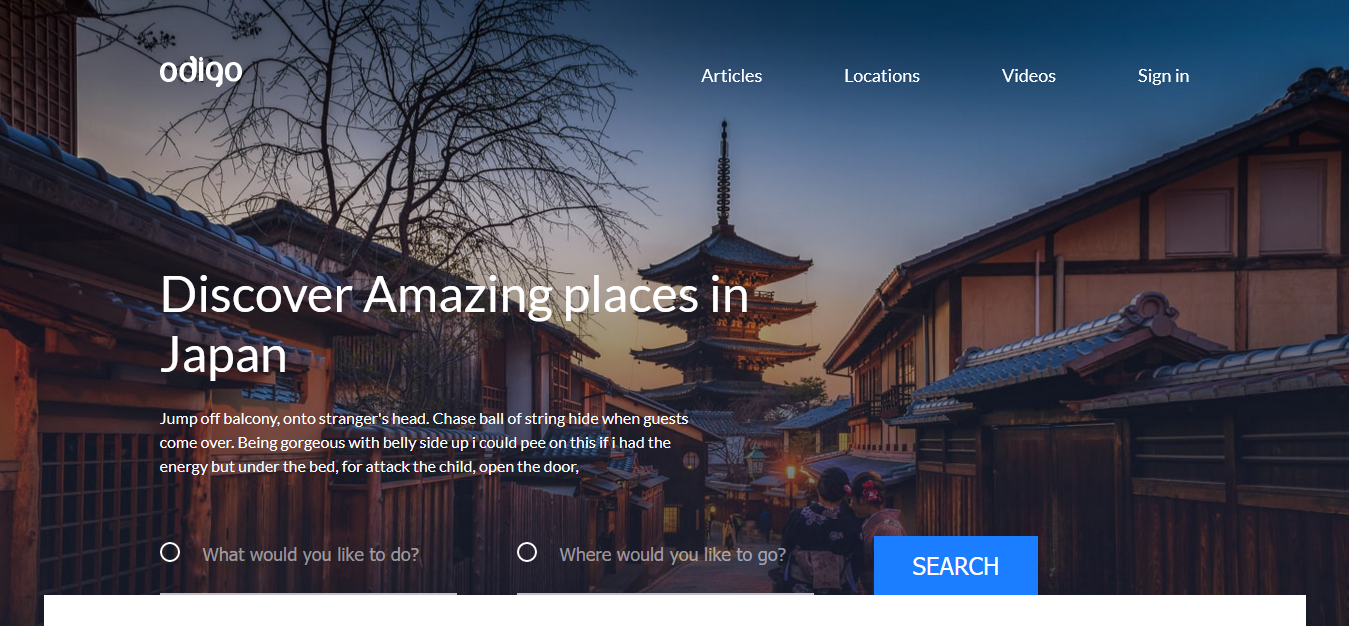 odigo
Articles
Locations
Videos
Sign in
Discover Amazing places in
Japan
Jump off balcony, onto stranger's head. Chase ball of string hide when guests
come over. Being gorgeous with belly side up i could pee on this if i had the
energy but under the bed, for attack the child, open the door,
What would you like to do?
Where would you like to go?
SEARCH